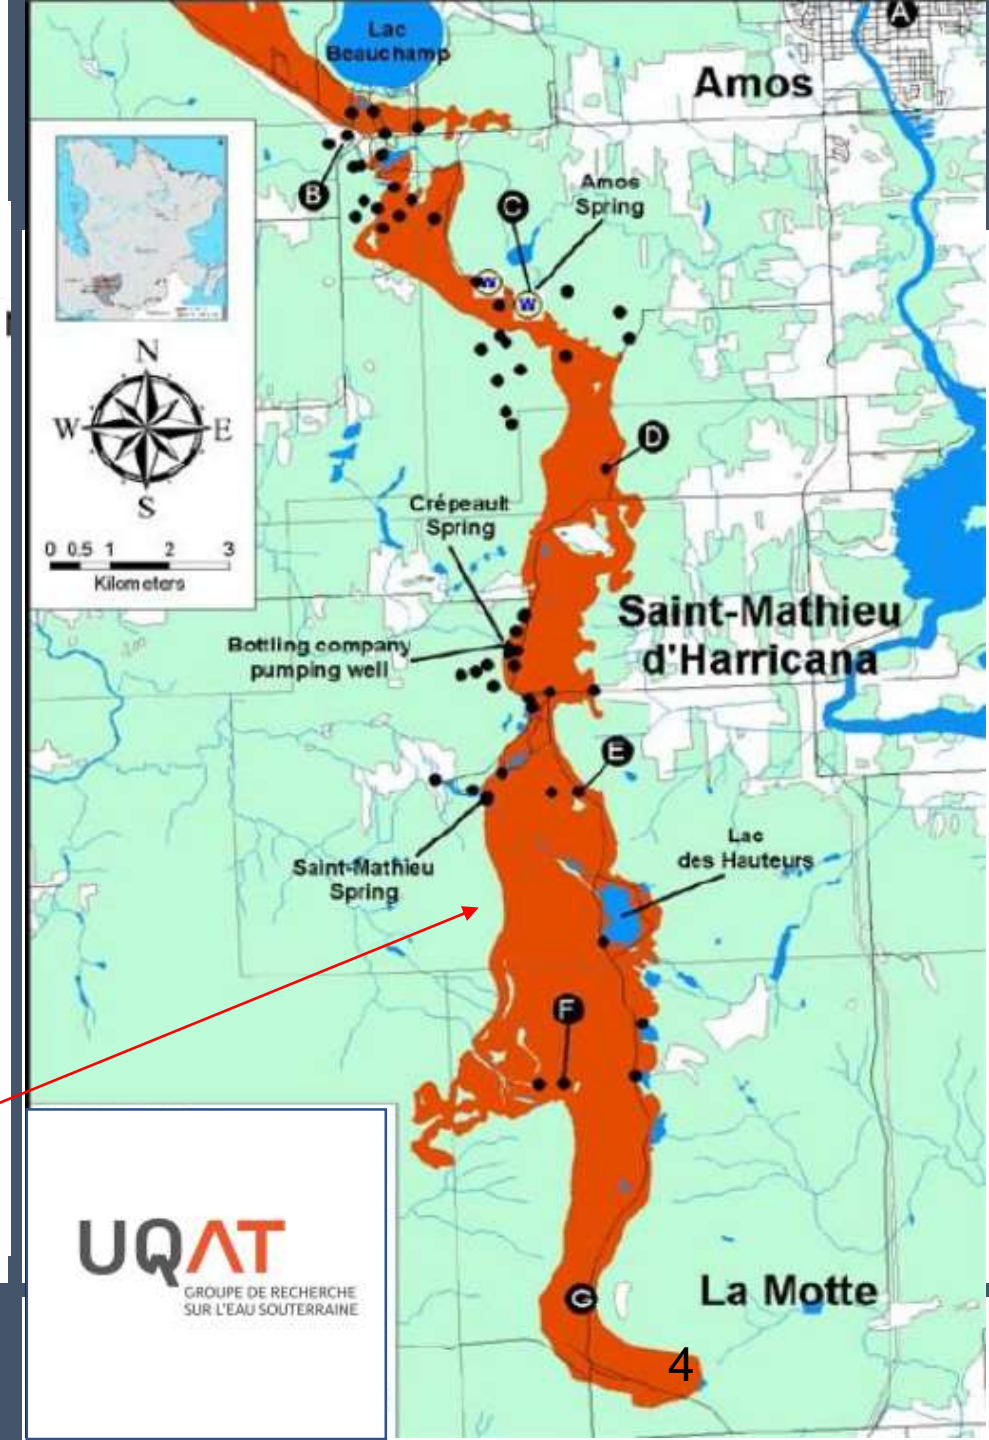 Lac
Beauchamp
A
Amos
B
C
Amos
Spring
W
W
N
W
E
S
0 0.5 1 2 3
Kilometers
D
Crépeault
Spring
Saint-Mathieu
d'Harricana
Bottling company
pumping well
E
Lac
des Hauteurs
Saint-Mathieu
Spring
F
UQAT
GROUPE DE RECHERCHE
SUR L'EAU SOUTERRAINE
G
La Motte
4